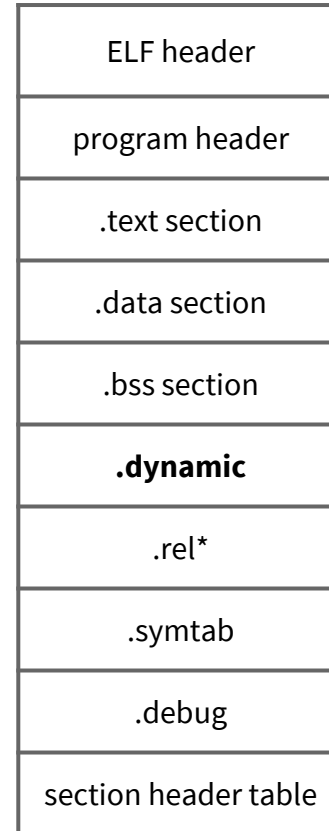 ELF header
program header
.text section
.data section
.bss section
.dynamic
.rel*
.symtab
.debug
section header table